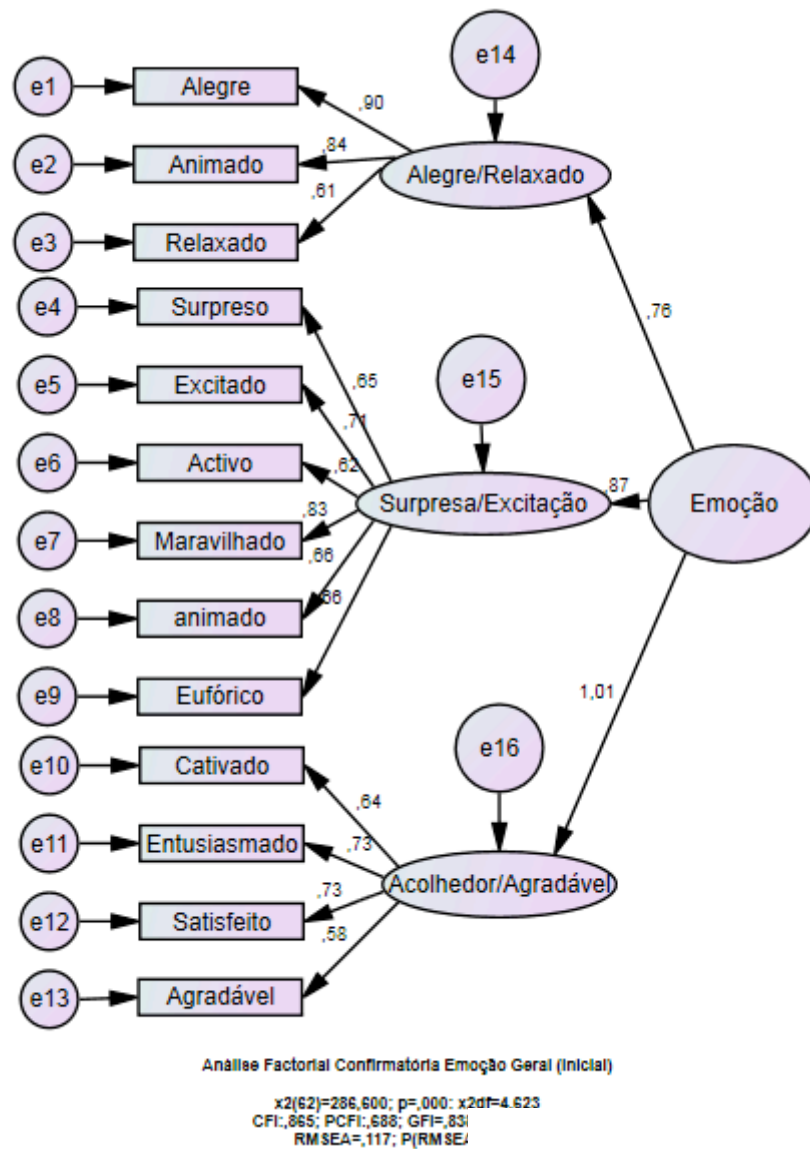 e14
e1
Alegre
,90
e2
Animado
,84
Alegre/Relaxado
,61
e3
Relaxado
e4
Surpreso
,76
,65
e15
e5
Excitado
,71
e6
Activo
,62
Surpresa/Excitação
,87
Emoção
,83
e7
Maravilhado
,66
e8
animado
,66
e9
Eufórico
1,01
e10
Cativado
e16
,64
e11
Entusiasmado
,73
Acolhedor/Agradável
,73
e12
Satisfeito
,58
e13
Agradável
Análise Factorial Confirmatória Emoção Geral (Inicial)
x2(62)=286,600; p=,000: x2df=4.623
CFI:,865; PCFI:,688; GFI=,83
RMSEA=,117; P(RMSEA